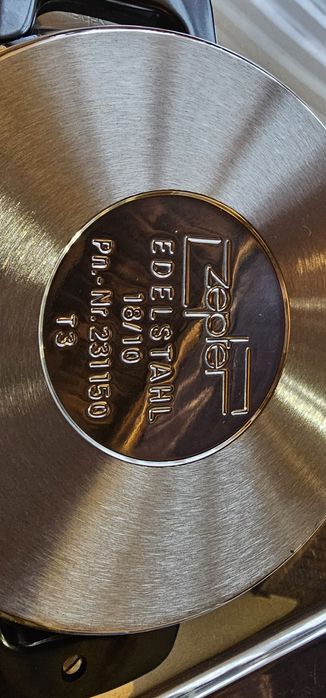 zepter
EDELSTAHL
18/10
Pn.-Nr. 231150
T3